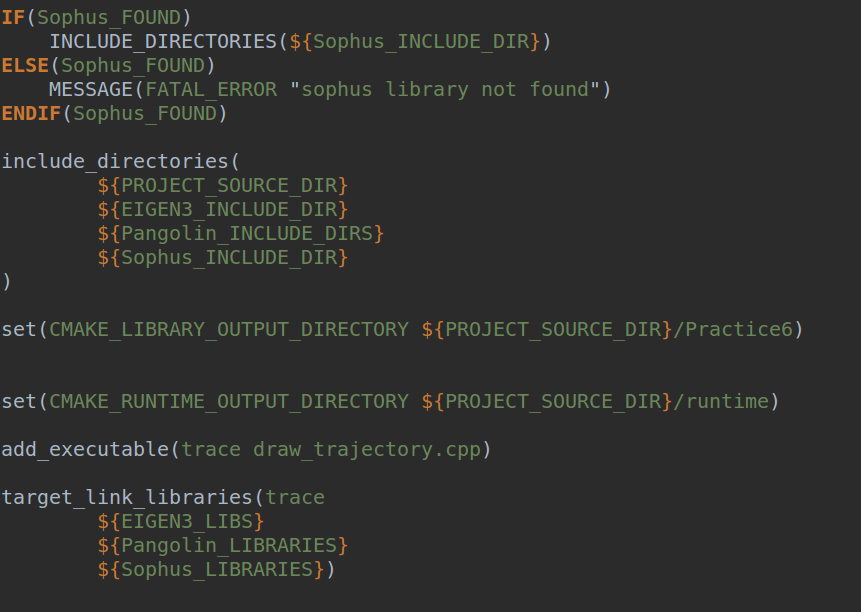 IF(Sophus_FOUND)
    INCLUDE_DIRECTORIES(${Sophus_INCLUDE_DIR})
ELSE(Sophus_FOUND)
    MESSAGE(FATAL_ERROR "sophus library not found")
ENDIF(Sophus_FOUND)
include_directories(
        ${PROJECT_SOURCE_DIR}
        ${EIGEN3_INCLUDE_DIR}
        ${Pangolin_INCLUDE_DIRS}
        ${Sophus_INCLUDE_DIR}
)
set(CMAKE_LIBRARY_OUTPUT_DIRECTORY ${PROJECT_SOURCE_DIR}/Practice6)
set(CMAKE_RUNTIME_OUTPUT_DIRECTORY ${PROJECT_SOURCE_DIR}/runtime)
add_executable(trace draw_trajectory.cpp)
target_link_libraries(trace
        ${EIGEN3_LIBS}
        ${Pangolin_LIBRARIES}
        ${Sophus_LIBRARIES})